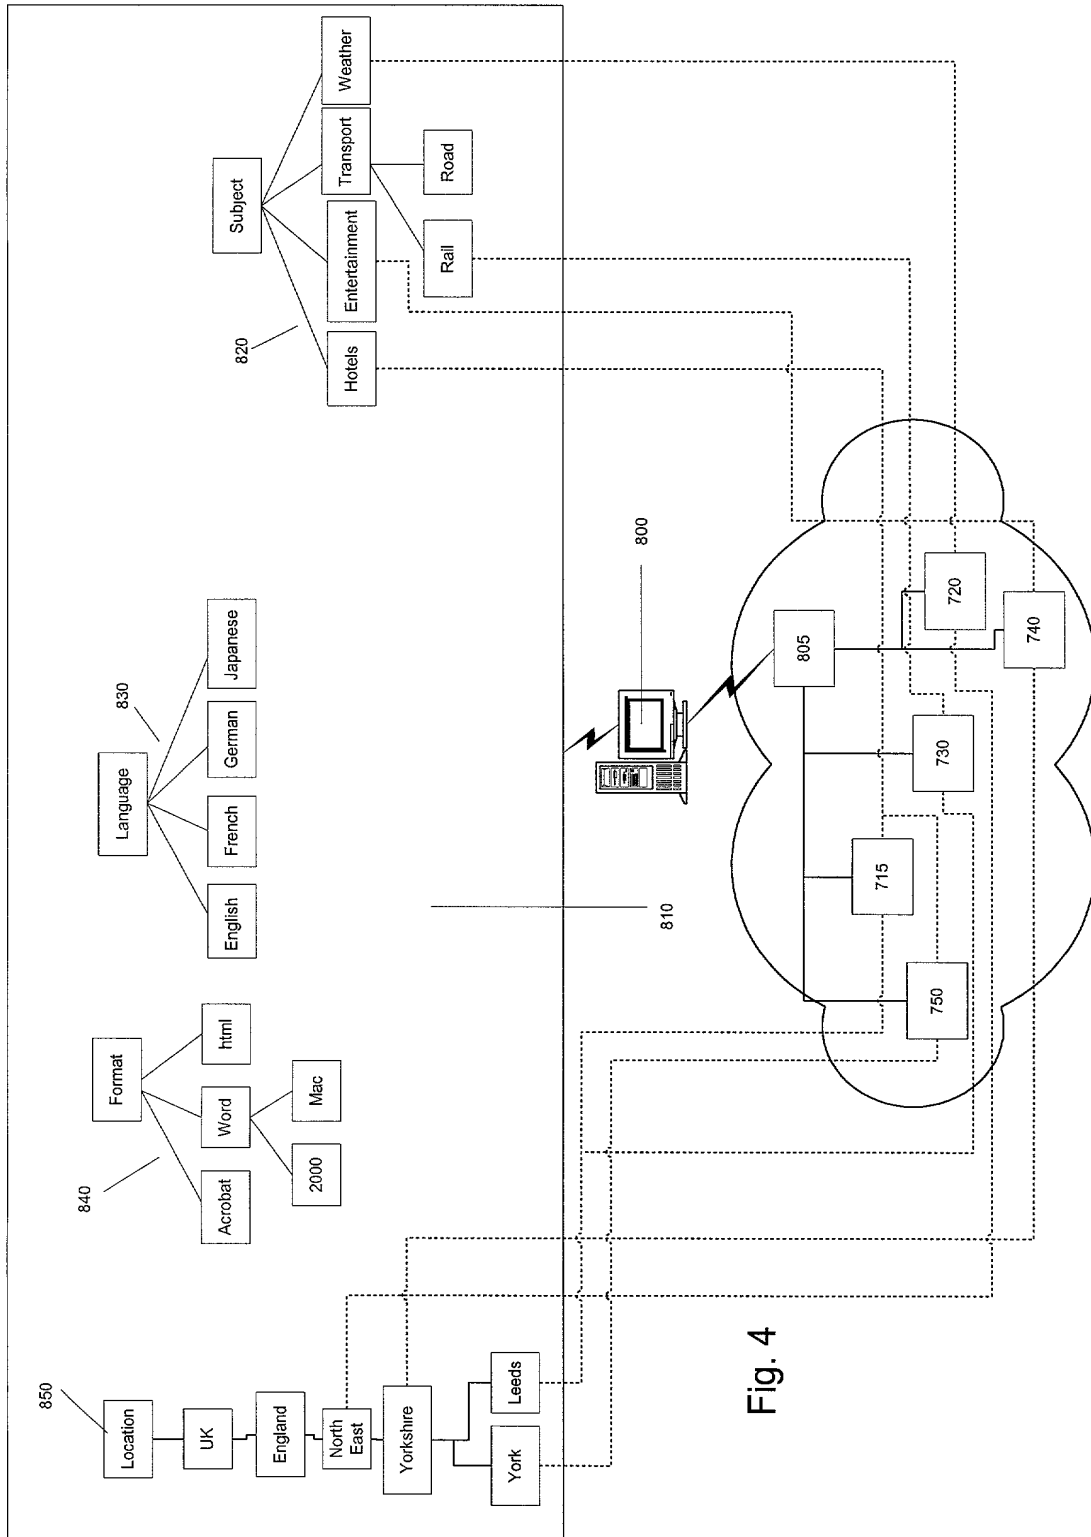 850
Location
UK
England
North
East
Yorkshire
York
Leeds
840
Format
Acrobat
Word
html
2000
Mac
830
Language
English
French
German
Japanese
820
Subject
Hotels
Entertainment
Transport
Weather
Rail
Road
810
800
805
750
715
730
720
740
Fig. 4